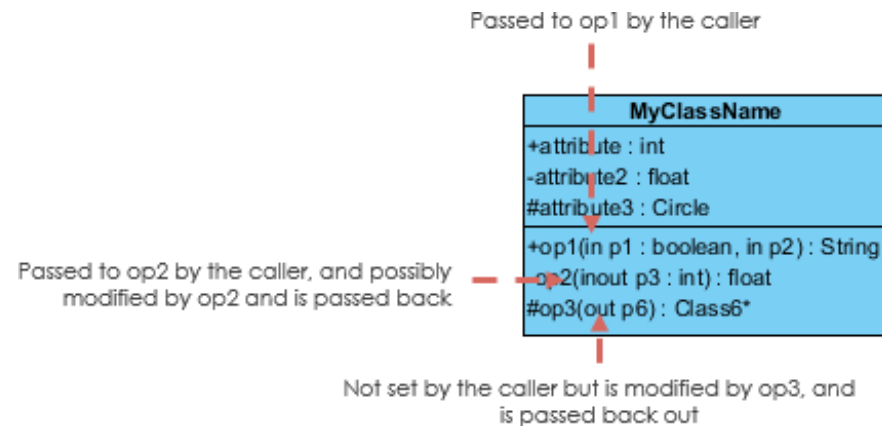 Passed to op1 by the caller
MyClassName
+attribute : int
-attribute2 : float
#attribute3 : Circle
+op1(in p1 : boolean, in p2) : String
-op2(inout p3 : int) : float
#op3(out p6) : Class6*
Passed to op2 by the caller, and possibly
modified by op2 and is passed back
Not set by the caller but is modified by op3, and
is passed back out